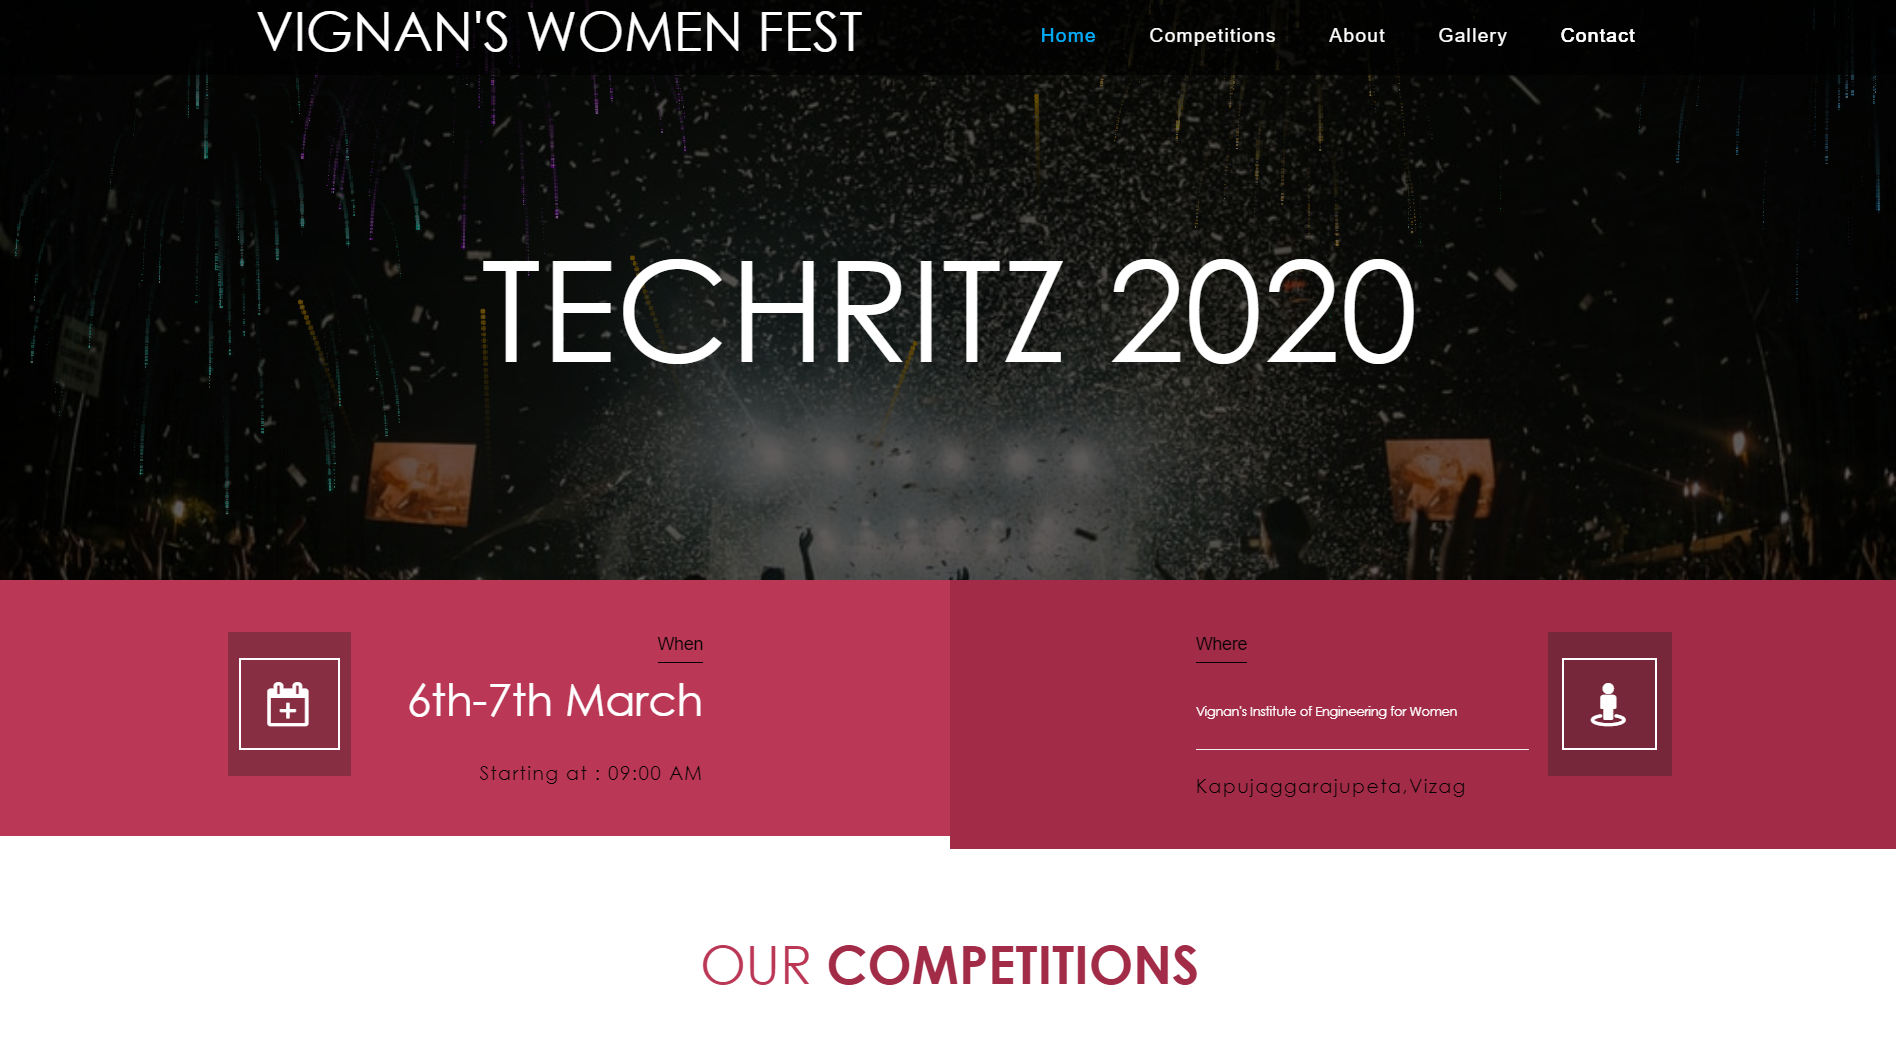 VIGNAN'S WOMEN FEST
Home Competitions About Gallery Contact
TECHRITZ 2020
When
6th-7th March
Starting at : 09:00 AM
Where
Vignan's Institute of Engineering for Women
Kapujaggarajupeta,Vizag
OUR COMPETITIONS